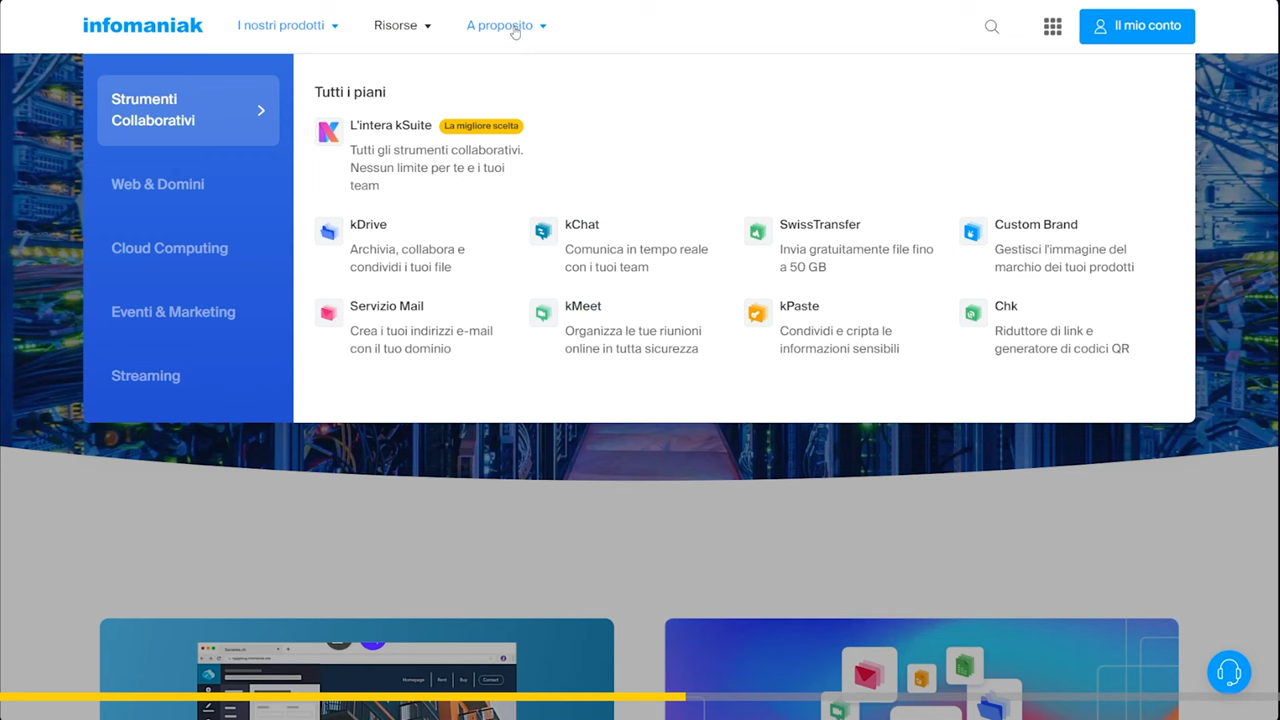 infomaniak
I nostri prodotti
Risorse
A proposito
Il mio conto
Strumenti
Collaborativi
Web & Domini
Cloud Computing
Eventi & Marketing
Streaming
Tutti i piani
L'intera kSuite
La migliore scelta
Tutti gli strumenti collaborativi.
Nessun limite per te e i tuoi
team
kDrive
Archivia, collabora e
condividi i tuoi file
kChat
Comunica in tempo reale
con i tuoi team
SwissTransfer
Invia gratuitamente file fino
a 50 GB
Custom Brand
Gestisci l'immagine del
marchio dei tuoi prodotti
Servizio Mail
Crea i tuoi indirizzi e-mail
con il tuo dominio
kMeet
Organizza le tue riunioni
online in tutta sicurezza
kPaste
Condividi e cripta le
informazioni sensibili
Chk
Riduttore di link e
generatore di codici QR
Homepage
Rent
Buy
Contact